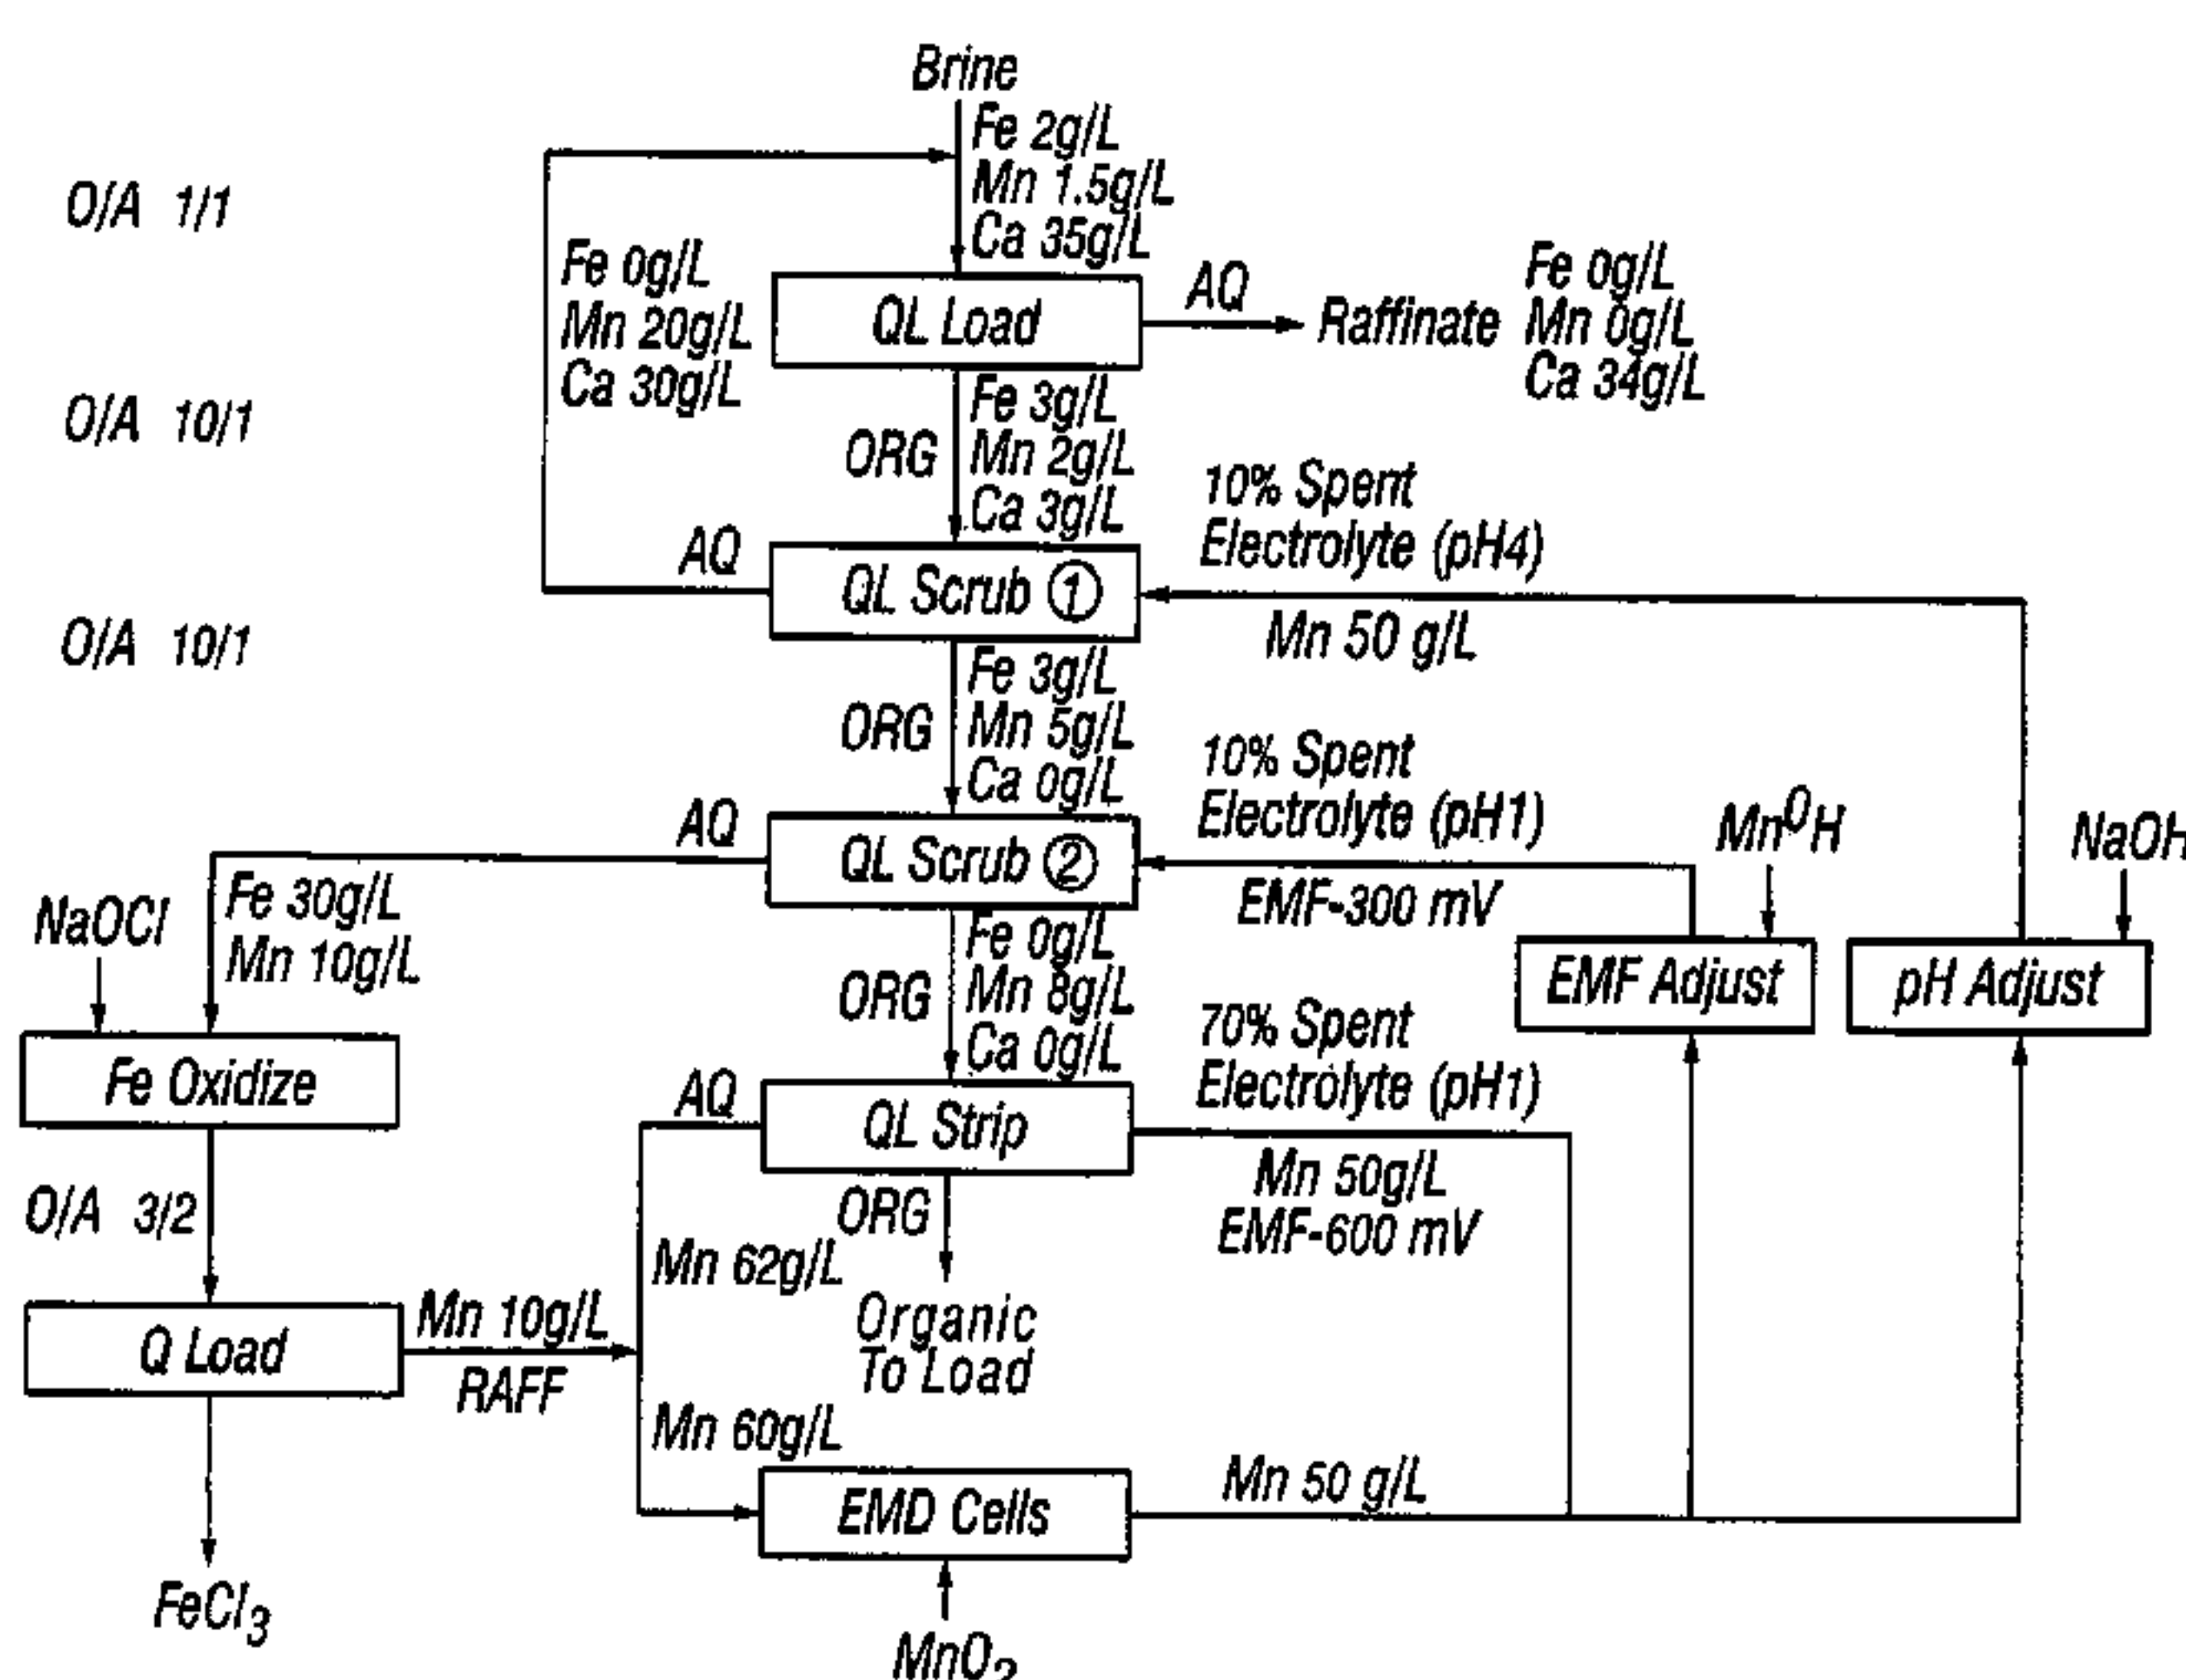 Brine
Fe 2g/L
Mn 1.5g/L
Ca 35g/L
O/A 1/1
Fe 0g/L
Mn 20g/L
Ca 30g/L
QL Load
AQ
Raffinate
Fe 0g/L
Mn 0g/L
Ca 34g/L
O/A 10/1
ORG
Fe 3g/L
Mn 2g/L
Ca 3g/L
10% Spent
Electrolyte (pH4)
AQ
QL Scrub ①
Mn 50 g/L
O/A 10/1
ORG
Fe 3g/L
Mn 5g/L
Ca 0g/L
10% Spent
Electrolyte (pH1)
Mn⁰H
NaOH
AQ
QL Scrub ②
EMF-300 mV
NaOCl
Fe 30g/L
Mn 10g/L
ORG
Fe 0g/L
Mn 8g/L
Ca 0g/L
EMF Adjust
pH Adjust
70% Spent
Electrolyte (pH1)
Fe Oxidize
AQ
QL Strip
Mn 50g/L
EMF-600 mV
O/A 3/2
ORG
Mn 62g/L
Organic
To Load
Q Load
Mn 10g/L
RAFF
Mn 60g/L
EMD Cells
Mn 50 g/L
FeCl₃
MnO₂